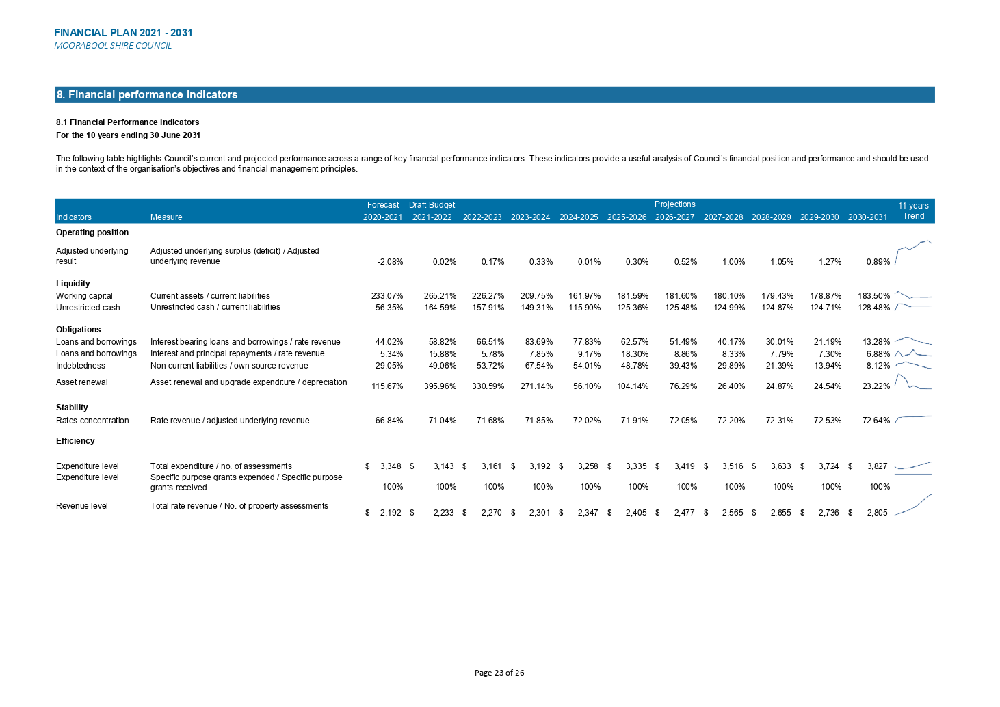 FINANCIAL PLAN 2021 - 2031
MOORABOOL SHIRE COUNCIL
8. Financial performance Indicators
8.1 Financial Performance Indicators
For the 10 years ending 30 June 2031
The following table highlights Council's current and projected performance across a range of key financial performance indicators. These indicators provide a useful analysis of Council's financial position and performance and should be used
in the context of the organisation's objectives and financial management principles.
Forecast Draft Budget Projections 11 years
Indicators Measure 2020-2021 2021-2022 2022-2023 2023-2024 2024-2025 2025-2026 2026-2027 2027-2028 2028-2029 2029-2030 2030-2031 Trend
Operating position
Adjusted underlying Adjusted underlying surplus (deficit) / Adjusted
result underlying revenue -2.08% 0.02% 0.17% 0.33% 0.01% 0.30% 0.52% 1.00% 1.05% 1.27% 0.89%
Liquidity
Working capital Current assets / current liabilities 233.07% 265.21% 226.27% 209.75% 161.97% 181.59% 181.60% 180.10% 179.43% 178.87% 183.50%
Unrestricted cash Unrestricted cash / current liabilities 56.35% 164.59% 157.91% 149.31% 115.90% 125.36% 125.48% 124.99% 124.87% 124.71% 128.48%
Obligations
Loans and borrowings Interest bearing loans and borrowings / rate revenue 44.02% 58.82% 66.51% 83.69% 77.83% 62.57% 51.49% 40.17% 30.01% 21.19% 13.28%
Loans and borrowings Interest and principal repayments / rate revenue 5.34% 15.88% 5.78% 7.85% 9.17% 18.30% 8.86% 8.33% 7.79% 7.30% 6.88%
Indebtedness Non-current liabilities / own source revenue 29.05% 49.06% 53.72% 67.54% 54.01% 48.78% 39.43% 29.89% 21.39% 13.94% 8.12%
Asset renewal Asset renewal and upgrade expenditure / depreciation 115.67% 395.96% 330.59% 271.14% 56.10% 104.14% 76.29% 26.40% 24.87% 24.54% 23.22%
Stability
Rates concentration Rate revenue / adjusted underlying revenue 66.84% 71.04% 71.68% 71.85% 72.02% 71.91% 72.05% 72.20% 72.31% 72.53% 72.64%
Efficiency
Expenditure level Total expenditure / no. of assessments $ 3,348 $ 3,143 $ 3,161 $ 3,192 $ 3,258 $ 3,335 $ 3,419 $ 3,516 $ 3,633 $ 3,724 $ 3,827
Expenditure level Specific purpose grants expended / Specific purpose
grants received 100% 100% 100% 100% 100% 100% 100% 100% 100% 100% 100%
Revenue level Total rate revenue / No. of property assessments
$ 2,192 $ 2,233 $ 2,270 $ 2,301 $ 2,347 $ 2,405 $ 2,477 $ 2,565 $ 2,655 $ 2,736 $ 2,805
Page 23 of 26